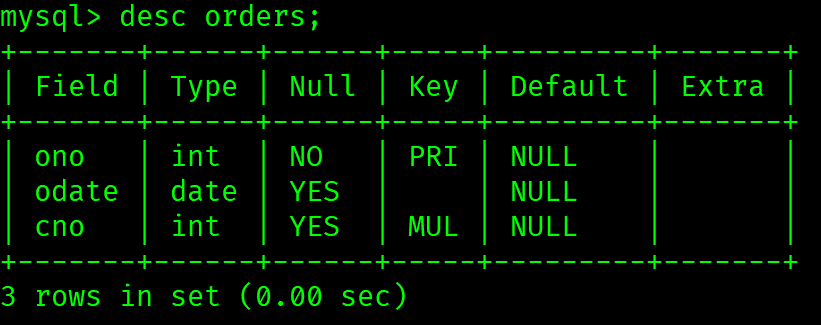 mysql> desc orders;
+-------+------+------+-----+---------+-------+
| Field | Type | Null | Key | Default | Extra |
+-------+------+------+-----+---------+-------+
| ono   | int  | NO   | PRI | NULL    |       |
| odate | date | YES  |     | NULL    |       |
| cno   | int  | YES  | MUL | NULL    |       |
+-------+------+------+-----+---------+-------+
3 rows in set (0.00 sec)